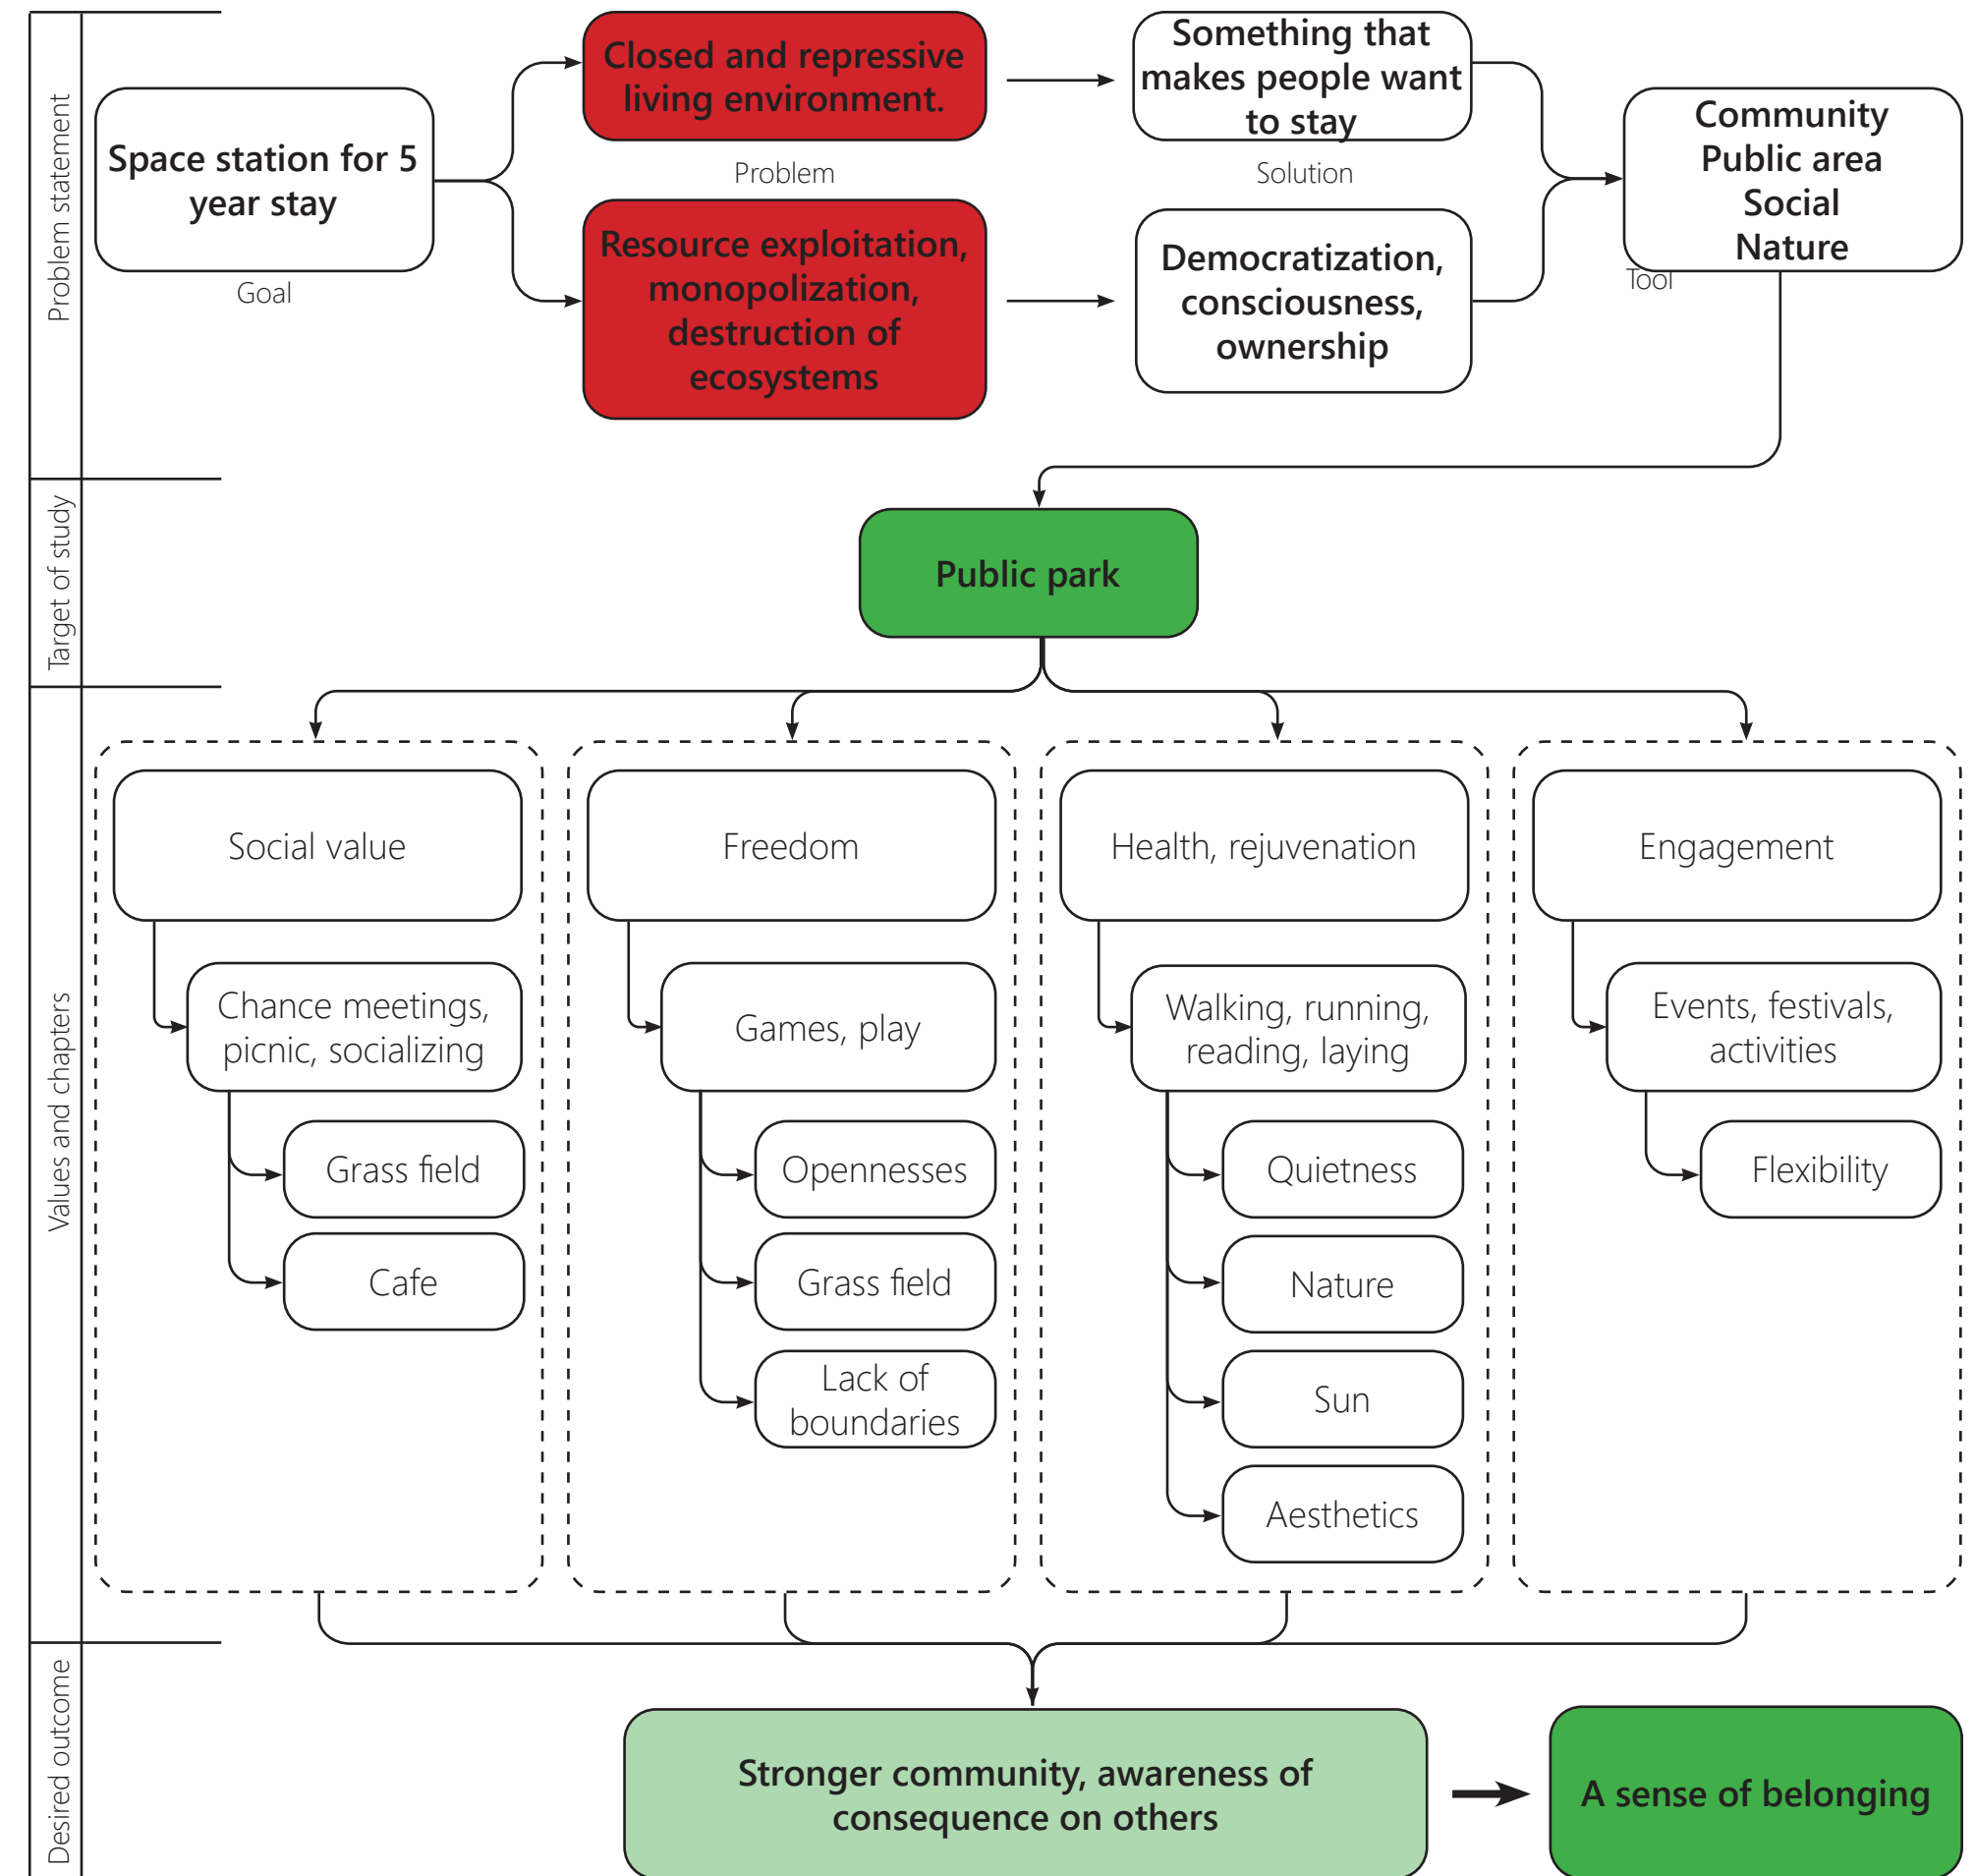 Problem statement
Space station for 5
year stay
Goal
Closed and repressive
living environment.
Problem
Resource exploitation,
monopolization,
destruction of
ecosystems
Something that
makes people want
to stay
Solution
Democratization,
consciousness,
ownership
Community
Public area
Social
Nature
Tool
Target of study
Public park
Values and chapters
Social value
Chance meetings,
picnic, socializing
Grass field
Cafe
Freedom
Games, play
Opennesses
Grass field
Lack of
boundaries
Health, rejuvenation
Walking, running,
reading, laying
Quietness
Nature
Sun
Aesthetics
Engagement
Events, festivals,
activities
Flexibility
Desired outcome
Stronger community, awareness of
consequence on others
A sense of belonging